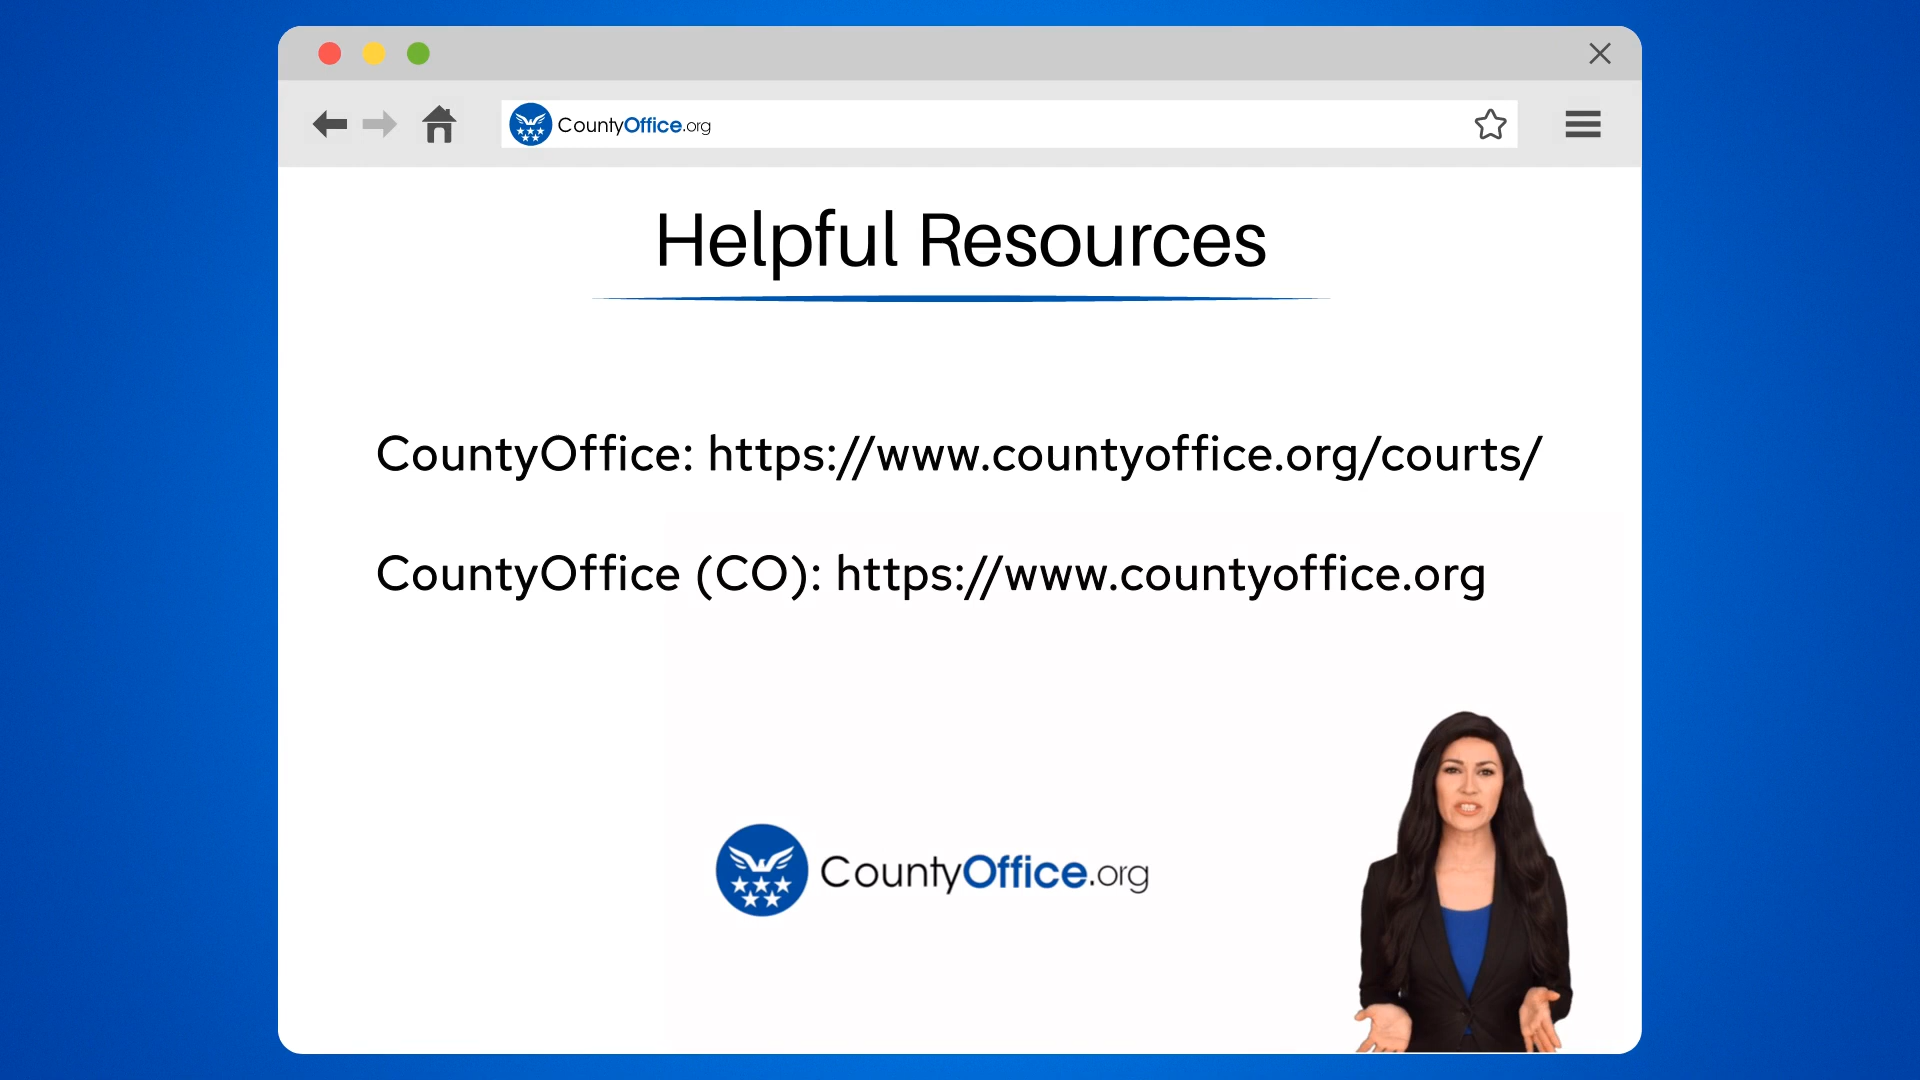 CountyOffice.org
Helpful Resources
CountyOffice: https://www.countyoffice.org/courts/
CountyOffice (CO): https://www.countyoffice.org
CountyOffice.org